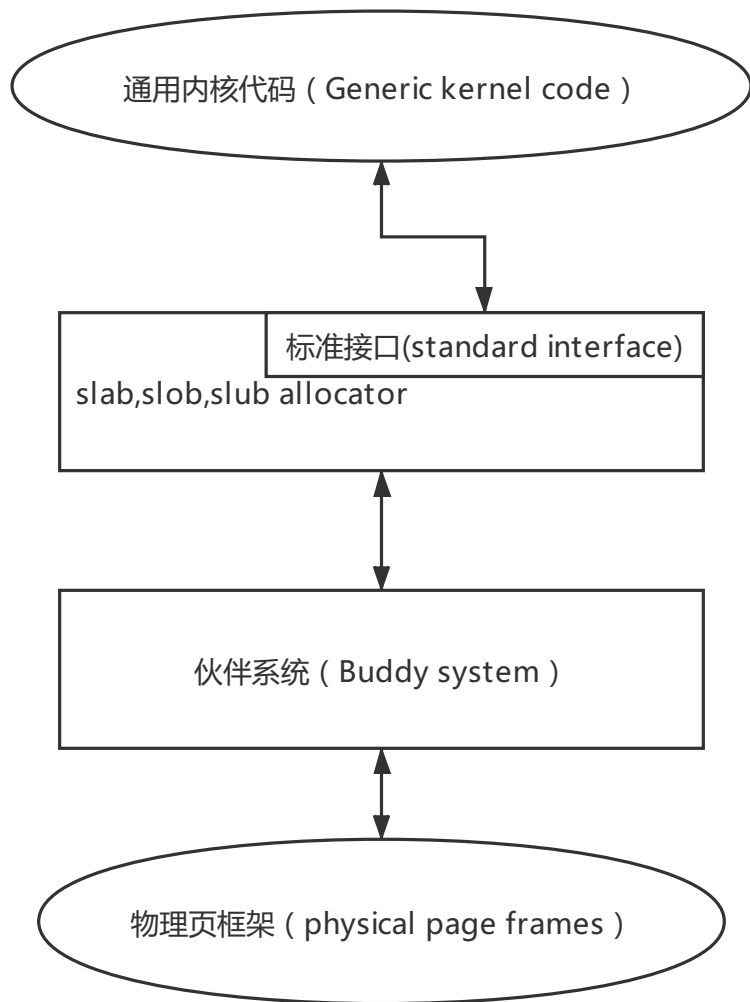 通用内核代码（Generic kernel code）
标准接口(standard interface)
slab,slob,slub allocator
伙伴系统（Buddy system）
物理页框架（physical page frames）